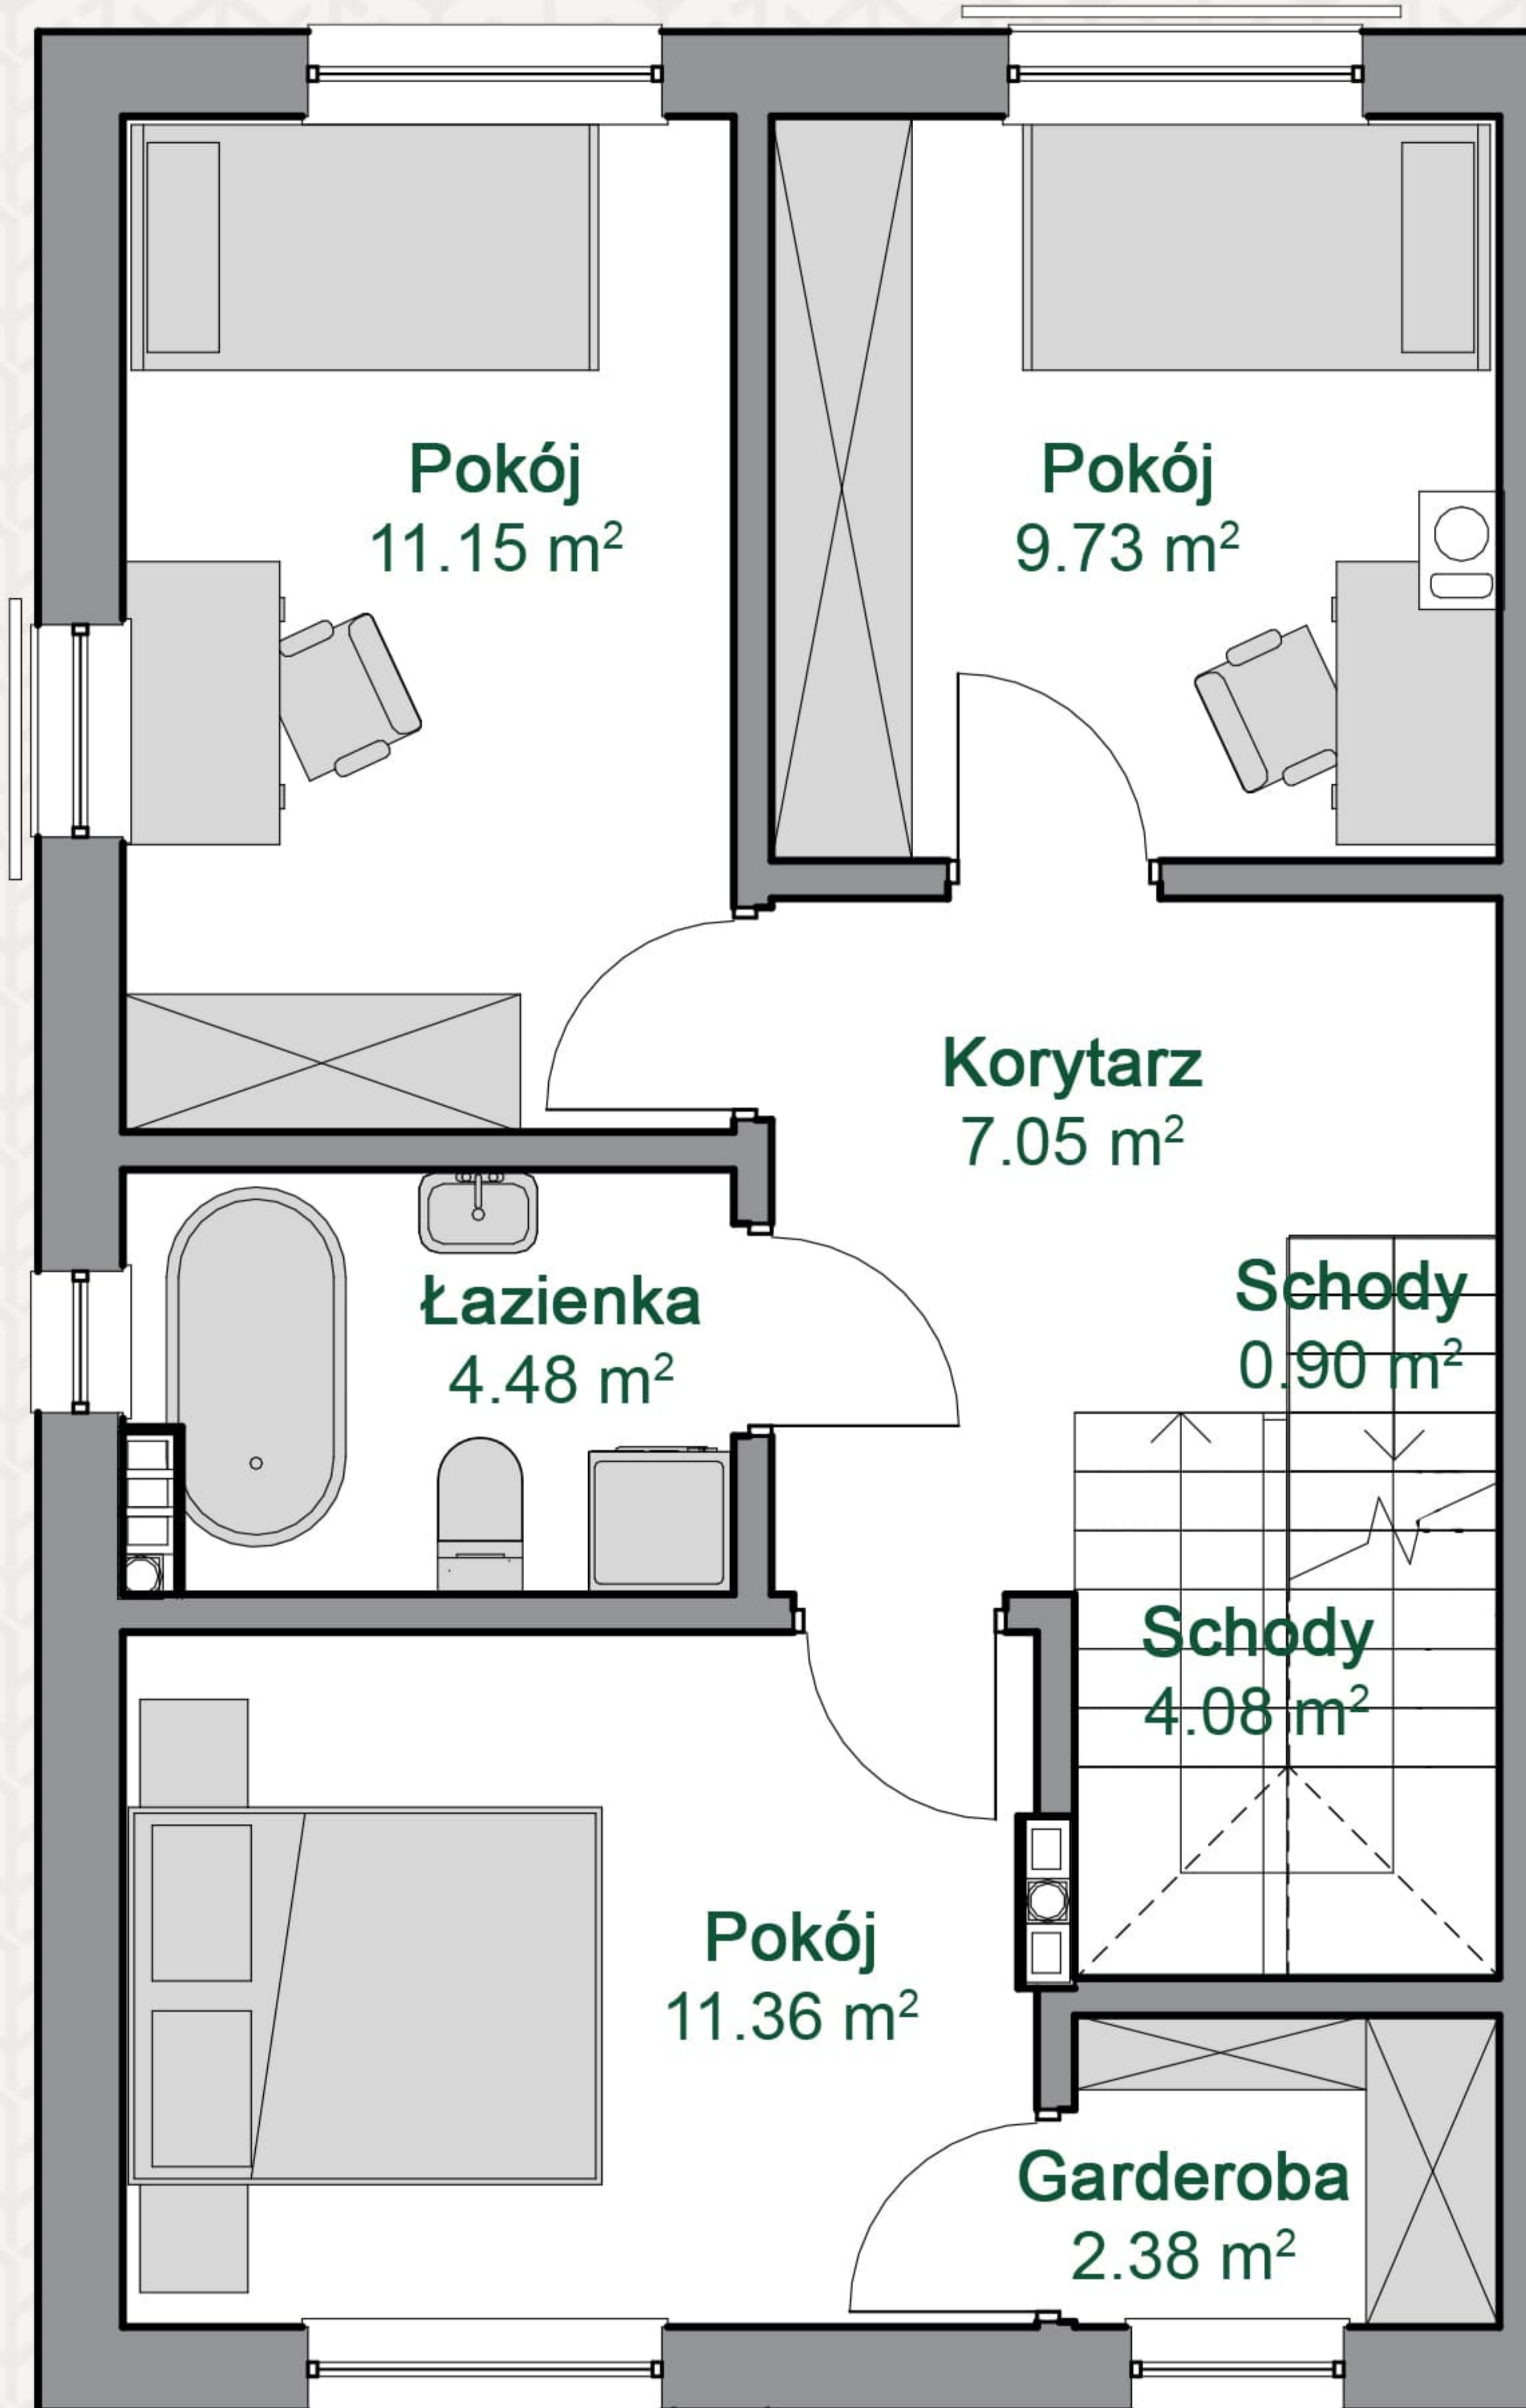 Pokój
11.15 m²
Pokój
9.73 m²
Korytarz
7.05 m²
Łazienka
4.48 m²
Schody
0.90 m²
Schody
4.08 m²
Pokój
11.36 m²
Garderoba
2.38 m²